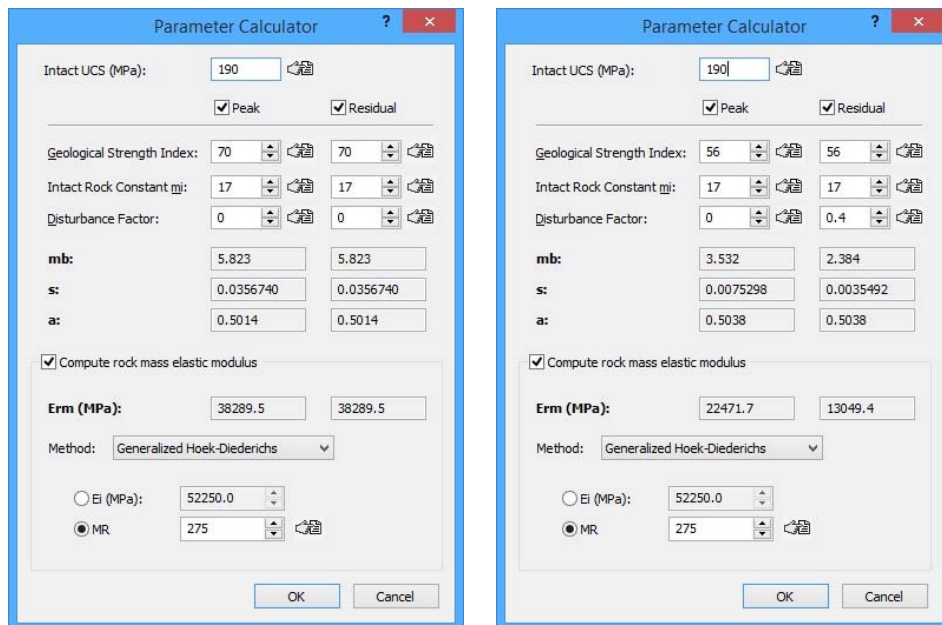 Parameter Calculator ? ×
Intact UCS (MPa): 190
Peak Residual
Geological Strength Index: 70 70
Intact Rock Constant mi: 17 17
Disturbance Factor: 0 0
mb: 5.823 5.823
s: 0.0356740 0.0356740
a: 0.5014 0.5014
Compute rock mass elastic modulus
Erm (MPa): 38289.5 38289.5
Method: Generalized Hoek-Diederichs
Ei (MPa): 52250.0
MR 275
OK Cancel
Parameter Calculator ? ×
Intact UCS (MPa): 190
Peak Residual
Geological Strength Index: 56 56
Intact Rock Constant mi: 17 17
Disturbance Factor: 0 0.4
mb: 3.532 2.384
s: 0.0075298 0.0035492
a: 0.5038 0.5038
Compute rock mass elastic modulus
Erm (MPa): 22471.7 13049.4
Method: Generalized Hoek-Diederichs
Ei (MPa): 52250.0
MR 275
OK Cancel